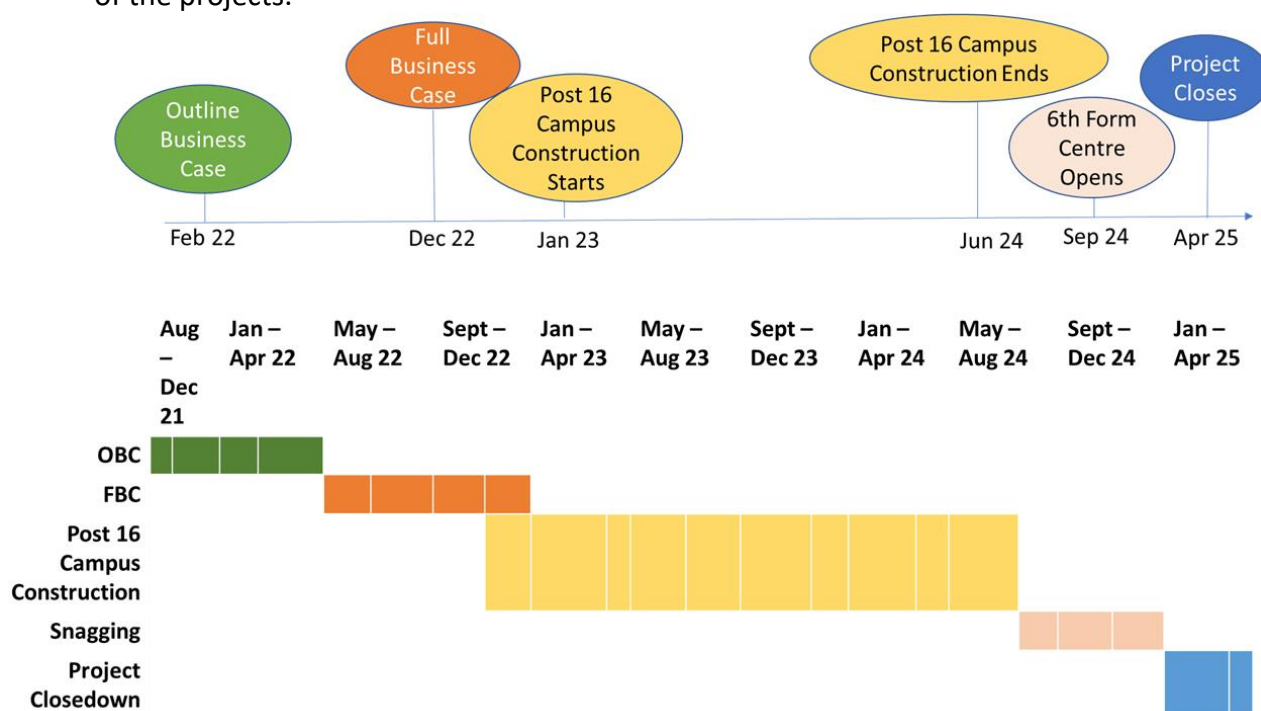 of the projects.
Full
Business
Case
Post 16 Campus
Construction Ends
Project
Closes
Outline
Business
Case
Post 16
Campus
Construction
Starts
6th Form
Centre
Opens
Feb 22
Dec 22
Jan 23
Jun 24
Sep 24
Apr 25
Aug
–
Dec
21
Jan –
Apr 22
May –
Aug 22
Sept –
Dec 22
Jan –
Apr 23
May –
Aug 23
Sept –
Dec 23
Jan –
Apr 24
May –
Aug 24
Sept –
Dec 24
Jan –
Apr 25
OBC
FBC
Post 16
Campus
Construction
Snagging
Project
Closedown